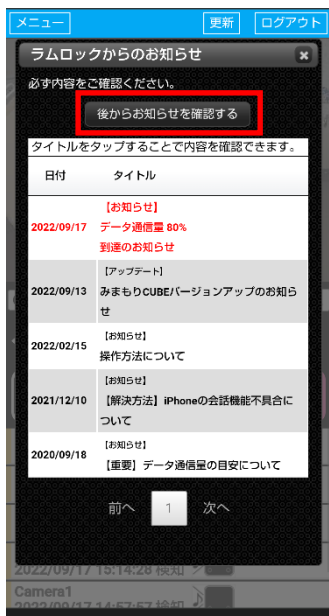 メニュー 更新 ログアウト
ラムロックからのお知らせ
必ず内容をご確認ください。
後からお知らせを確認する
タイトルをタップすることで内容を確認できます。
日付 タイトル
【お知らせ】
2022/09/17 データ通信量 80%
到達のお知らせ
【アップデート】
2022/09/13 みまもりCUBEバージョンアップのお知ら
せ
【お知らせ】
2022/02/15 操作方法について
【お知らせ】
2021/12/10 【解決方法】iPhoneの会話機能不具合に
ついて
【お知らせ】
2020/09/18 【重要】データ通信量の目安について
前へ 1 次へ
2022/09/17 15:14:28 検知
Camera1
2022/09/17 14:57:57 検知